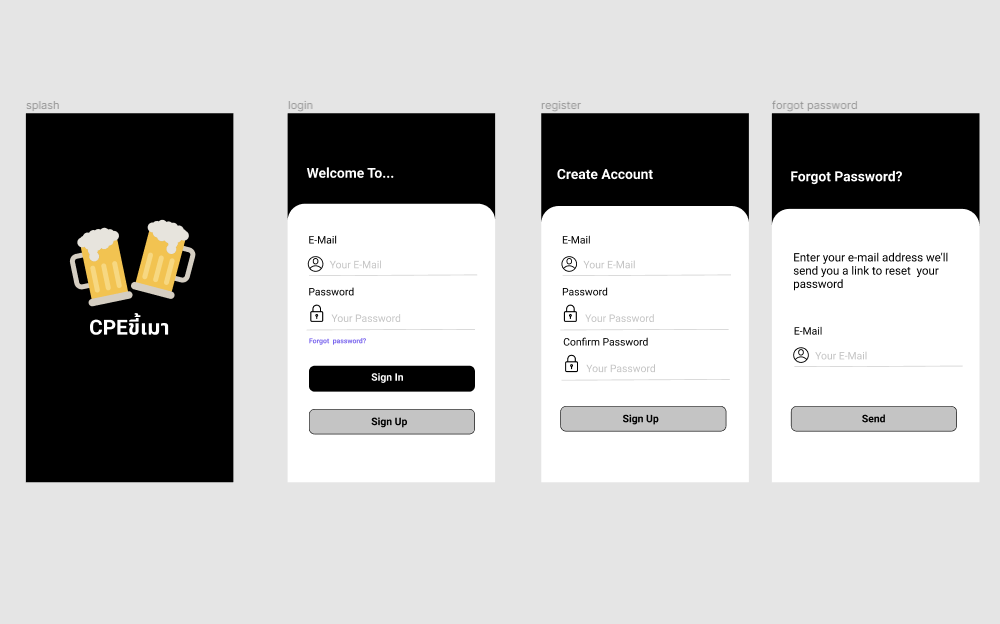 splash
CPEขี้เมา
login
Welcome To...
E-Mail
Your E-Mail
Password
Your Password
Forgot password?
Sign In
Sign Up
register
Create Account
E-Mail
Your E-Mail
Password
Your Password
Confirm Password
Your Password
Sign Up
forgot password
Forgot Password?
Enter your e-mail address we'll
send you a link to reset your
password
E-Mail
Your E-Mail
Send